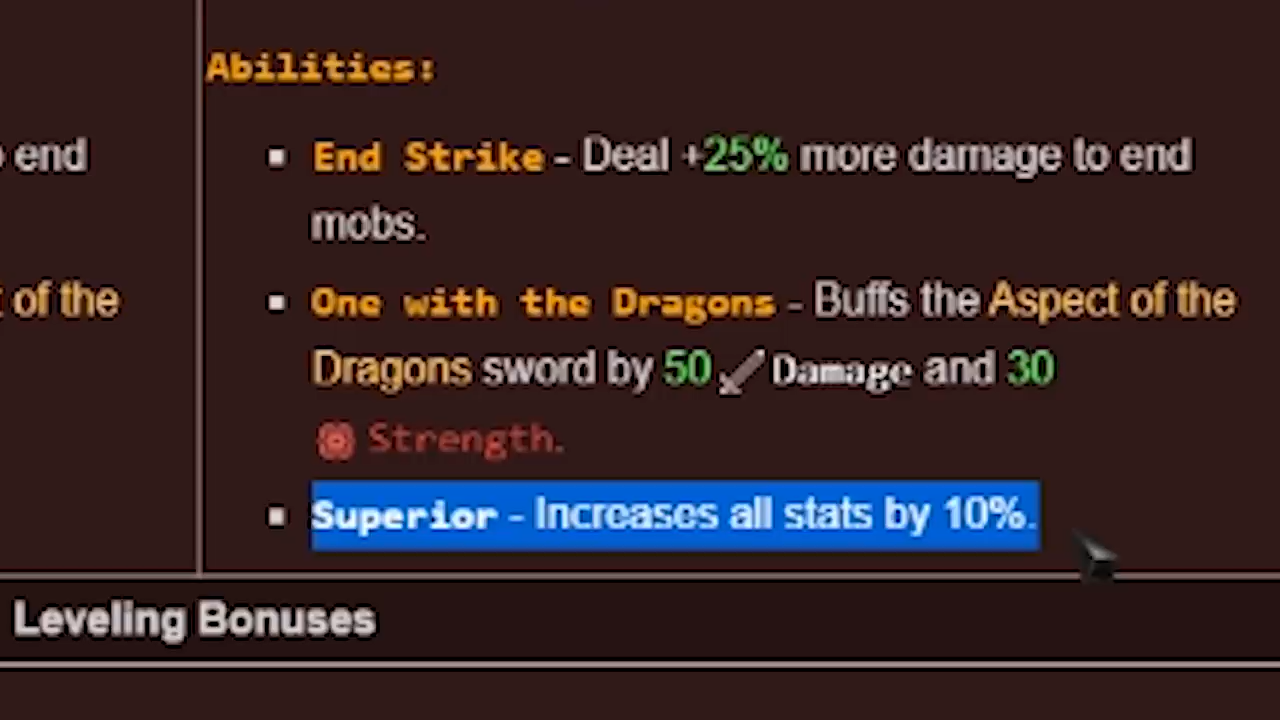 Abilities:
end
End Strike - Deal +25% more damage to end
mobs.
of the
One with the Dragons - Buffs the Aspect of the
Dragons sword by 50 Damage and 30
Strength.
Superior - Increases all stats by 10%.
Leveling Bonuses